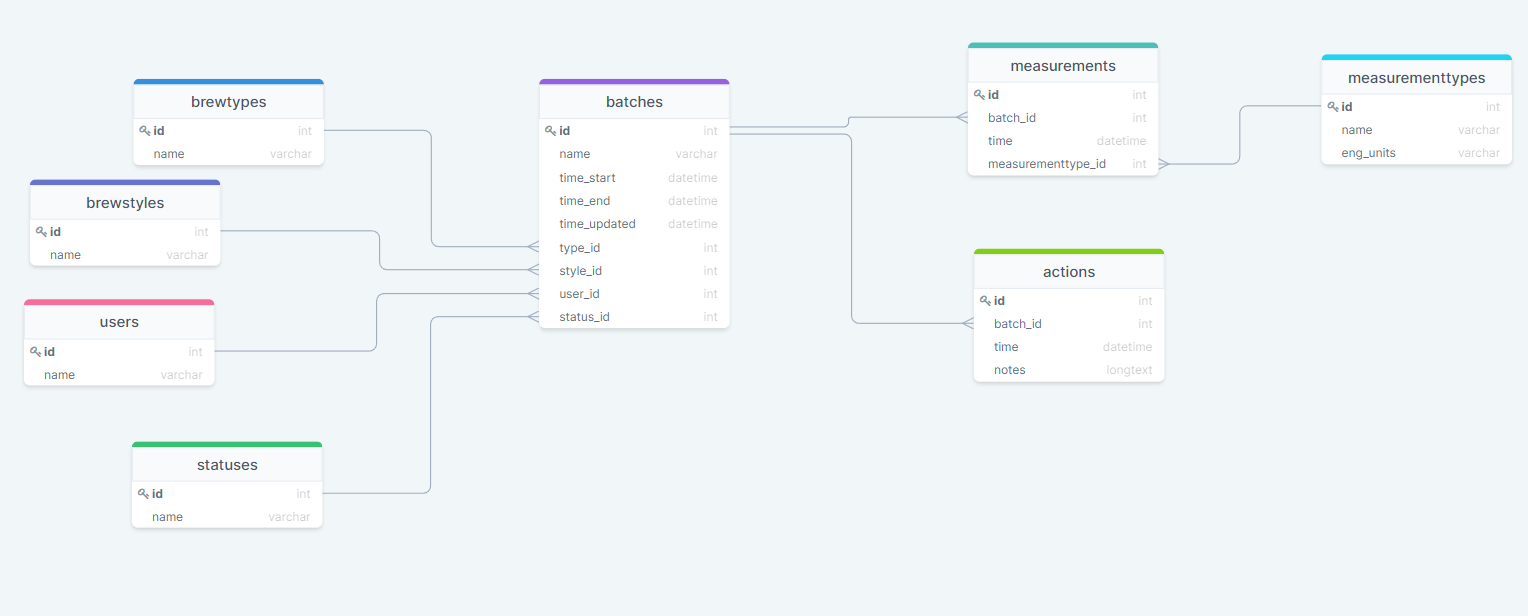 brewtypes
id int
name varchar
brewstyles
id int
name varchar
users
id int
name varchar
statuses
id int
name varchar
batches
id int
name varchar
time_start datetime
time_end datetime
time_updated datetime
type_id int
style_id int
user_id int
status_id int
measurements
id int
batch_id int
time datetime
measurementtype_id int
actions
id int
batch_id int
time datetime
notes longtext
measurementtypes
id int
name varchar
eng_units varchar